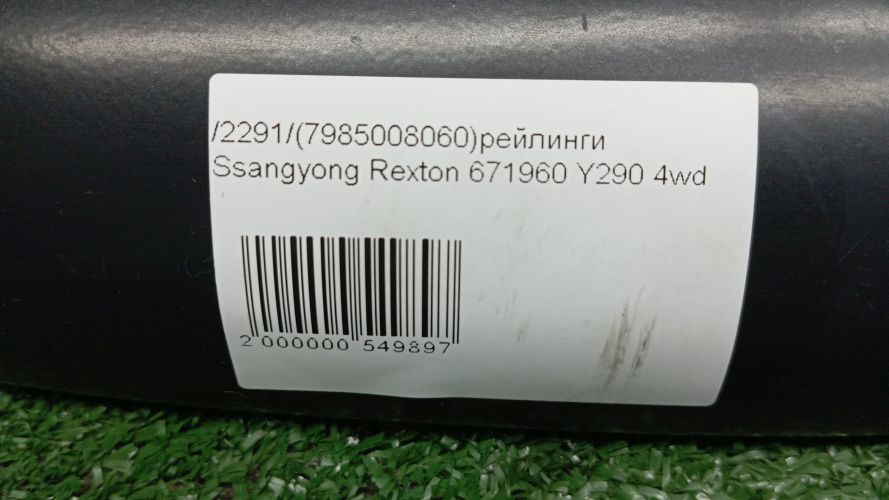 /2291/(7985008060)рейлинги
Ssangyong Rexton 671960 Y290 4wd
2 000000 549897